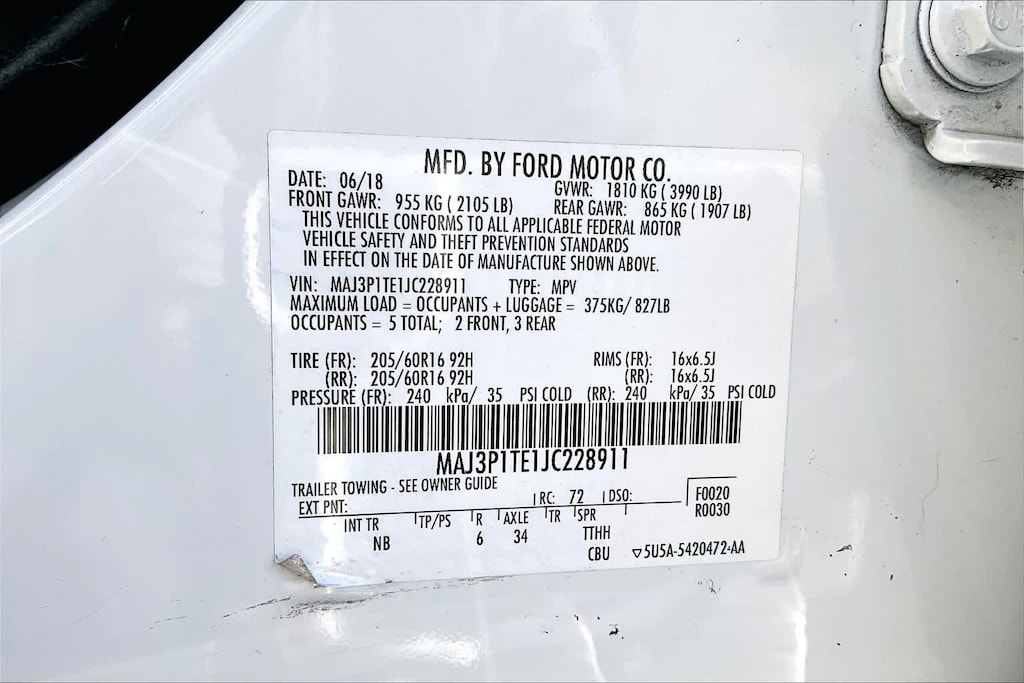 MFD. BY FORD MOTOR CO.
DATE: 06/18 GVWR: 1810 KG ( 3990 LB)
FRONT GAWR: 955 KG ( 2105 LB) REAR GAWR: 865 KG ( 1907 LB)
THIS VEHICLE CONFORMS TO ALL APPLICABLE FEDERAL MOTOR
VEHICLE SAFETY AND THEFT PREVENTION STANDARDS
IN EFFECT ON THE DATE OF MANUFACTURE SHOWN ABOVE.
VIN: MAJ3P1TE1JC228911 TYPE: MPV
MAXIMUM LOAD = OCCUPANTS + LUGGAGE = 375KG/ 827LB
OCCUPANTS = 5 TOTAL; 2 FRONT, 3 REAR
TIRE (FR): 205/60R16 92H RIMS (FR): 16x6.5J
(RR): 205/60R16 92H (RR): 16x6.5J
PRESSURE (FR): 240 kPa/ 35 PSI COLD (RR): 240 kPa/ 35 PSI COLD
MAJ3P1TE1JC228911
TRAILER TOWING - SEE OWNER GUIDE
EXT PNT: RC: 72 DSO: F0020
R0030
INT TR TP/PS R AXLE TR SPR
NB 6 34 TTHH
CBU 5U5A-5420472-AA